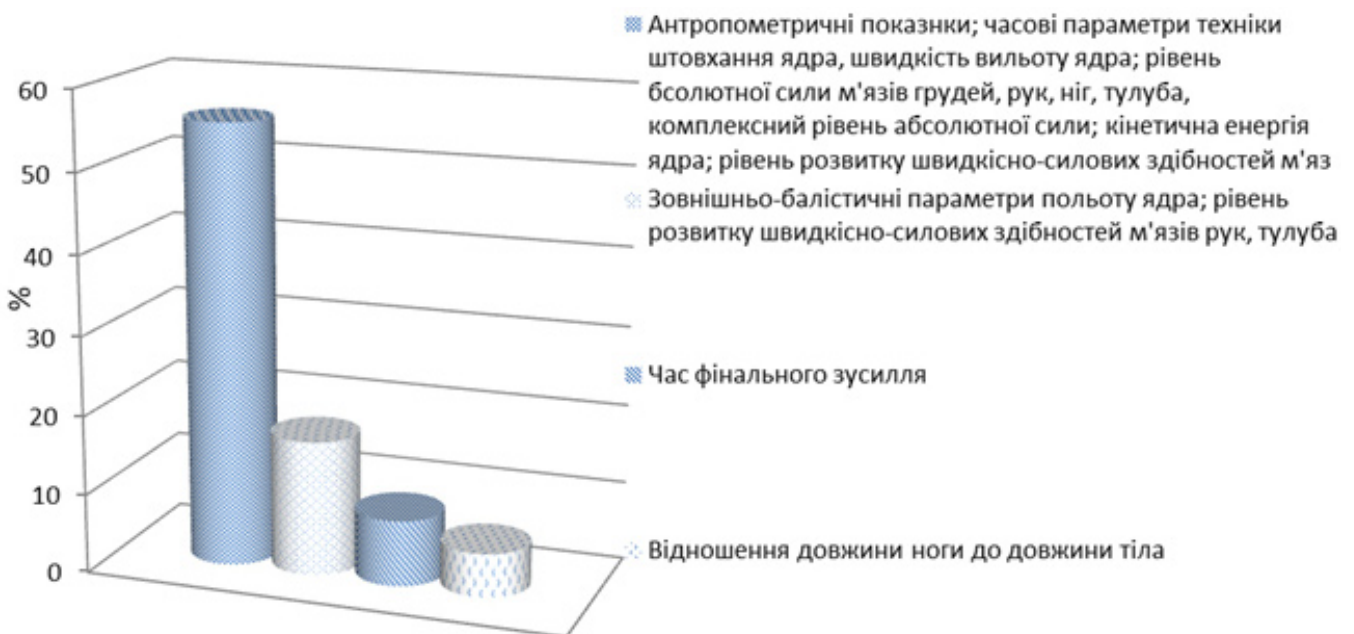 Антропометричні показнки; часові параметри техніки
штовхання ядра, швидкість вильоту ядра; рівень
бсолютної сили м'язів грудей, рук, ніг, тулуба,
комплексний рівень абсолютної сили; кінетична енергія
ядра; рівень розвитку швидкісно-силових здібностей м'яз
Зовнішньо-балістичні параметри польоту ядра; рівень
розвитку швидкісно-силових здібностей м'язів рук, тулуба
Час фінального зусилля
Відношення довжини ноги до довжини тіла
60
50
40
%
30
20
10
0